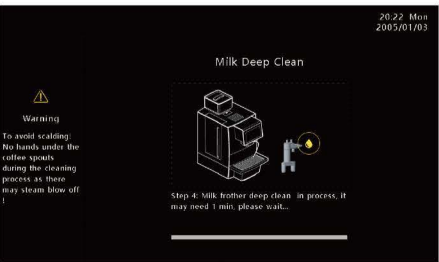 20:22 Mon
2005/01/03
Milk Deep Clean
Warning
To avoid scalding:
No hands under the
coffee spouts
during the cleaning
process as there
may steam blow off
!
Step 4: Milk frother deep clean in process, it
may need 1 min, please wait...